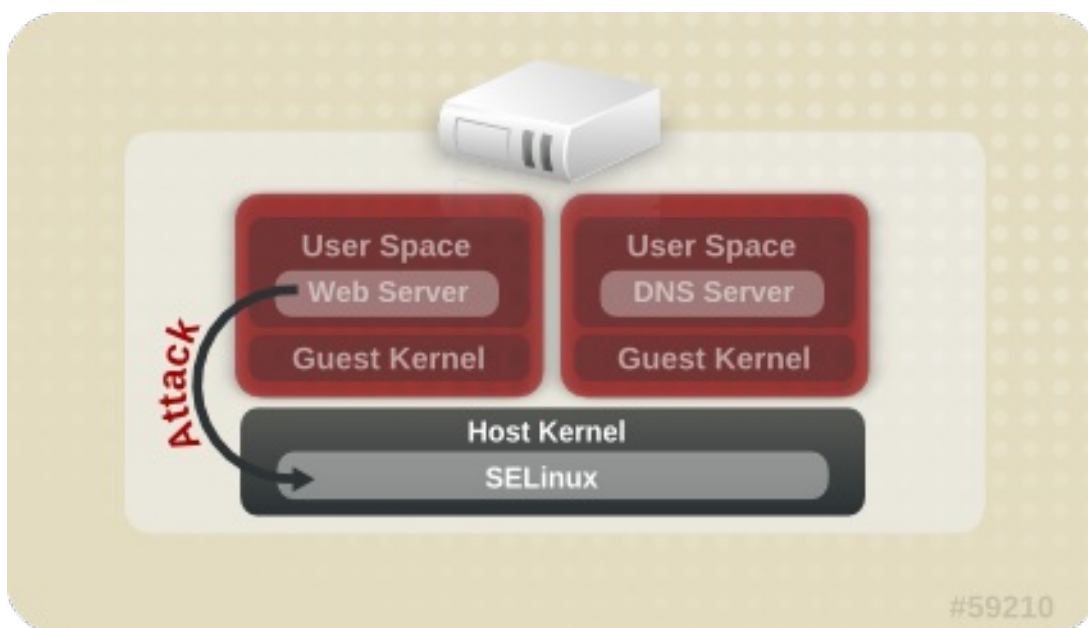 User Space
Web Server
Guest Kernel
User Space
DNS Server
Guest Kernel
Attack
Host Kernel
SELinux
#59210